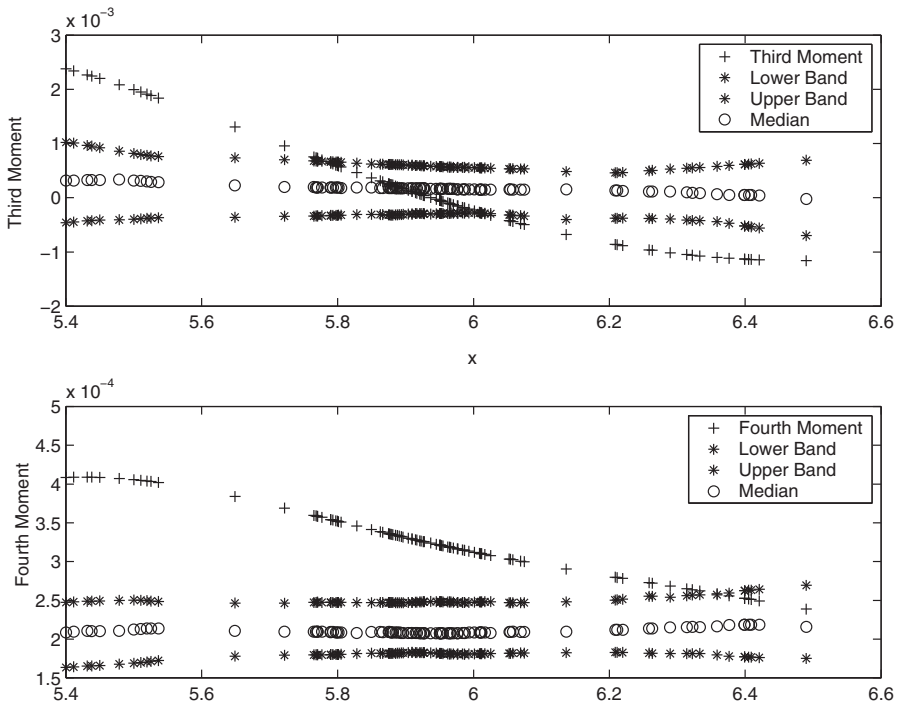 x 10⁻³
3
2
1
0
−1
−2
Third Moment
+ Third Moment
* Lower Band
* Upper Band
○ Median
5.4 5.6 5.8 6 6.2 6.4 6.6
x
x 10⁻⁴
5
4.5
4
3.5
3
2.5
2
1.5
Fourth Moment
+ Fourth Moment
* Lower Band
* Upper Band
○ Median
5.4 5.6 5.8 6 6.2 6.4 6.6